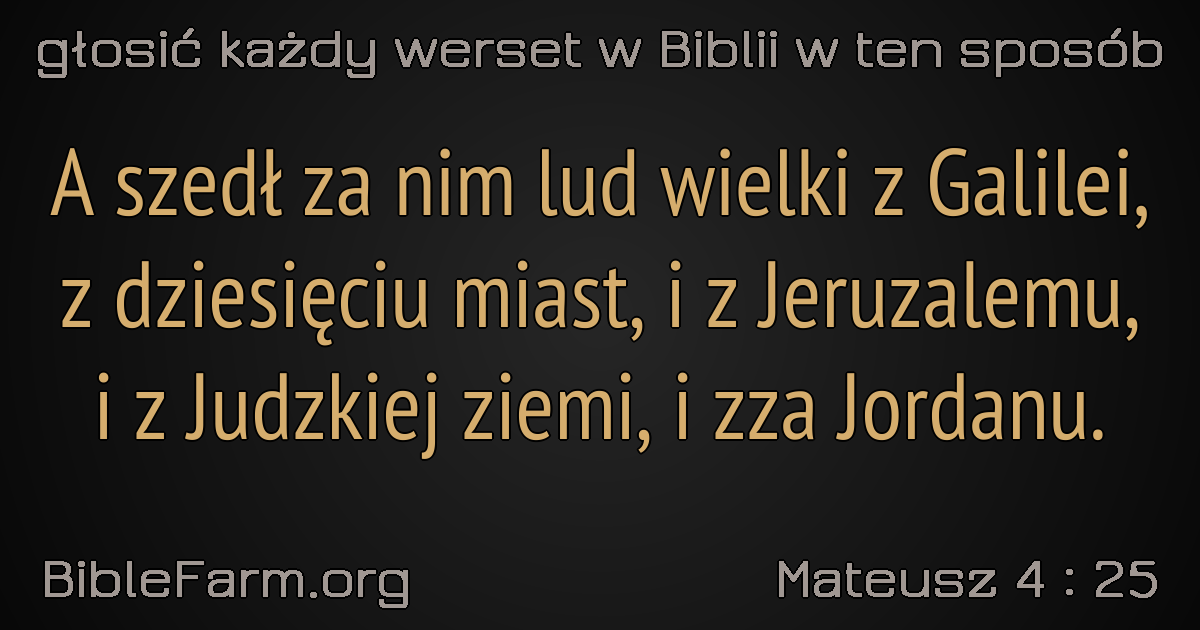 głosić każdy werset w Biblii w ten sposób
A szedł za nim lud wielki z Galilei,
z dziesięciu miast, i z Jeruzalemu,
i z Judzkiej ziemi, i zza Jordanu.
BibleFarm.org
Mateusz 4 : 25